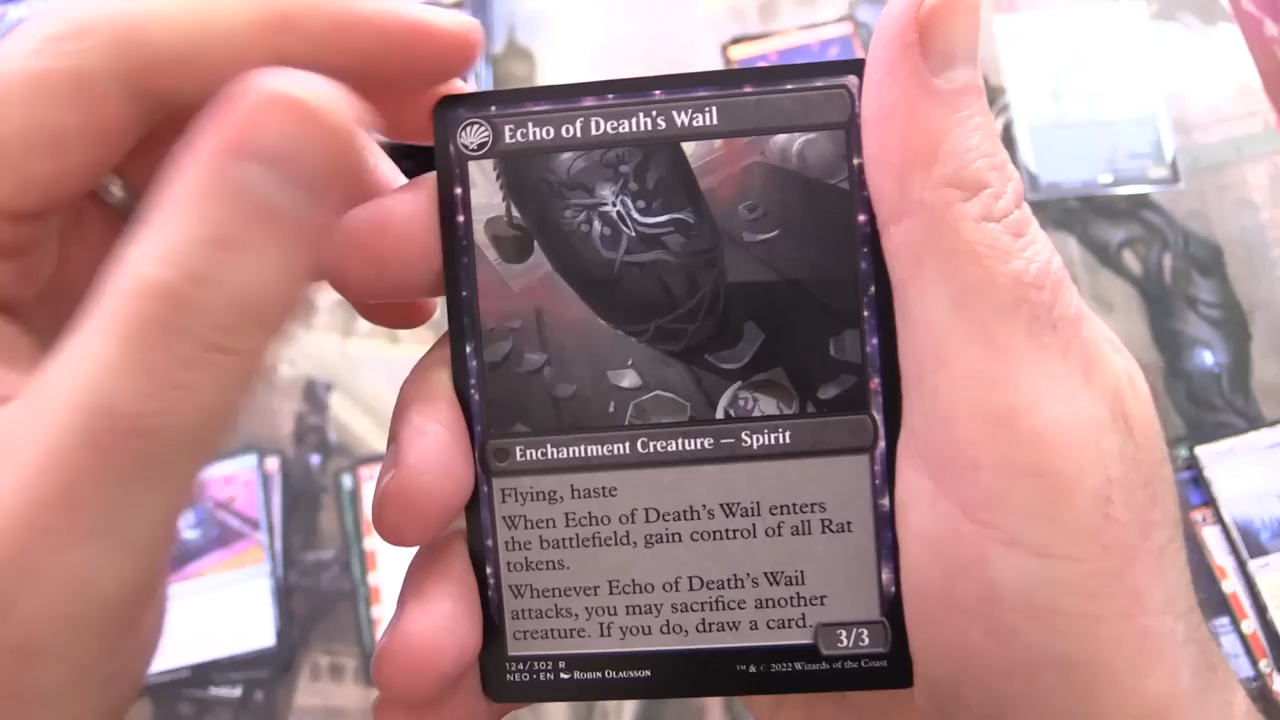 Echo of Death's Wail
Enchantment Creature — Spirit
Flying, haste
When Echo of Death's Wail enters
the battlefield, gain control of all Rat
tokens.
Whenever Echo of Death's Wail
attacks, you may sacrifice another
creature. If you do, draw a card.
3/3
124/302 R
NEO • EN Robin Olausson
™ & © 2022 Wizards of the Coast